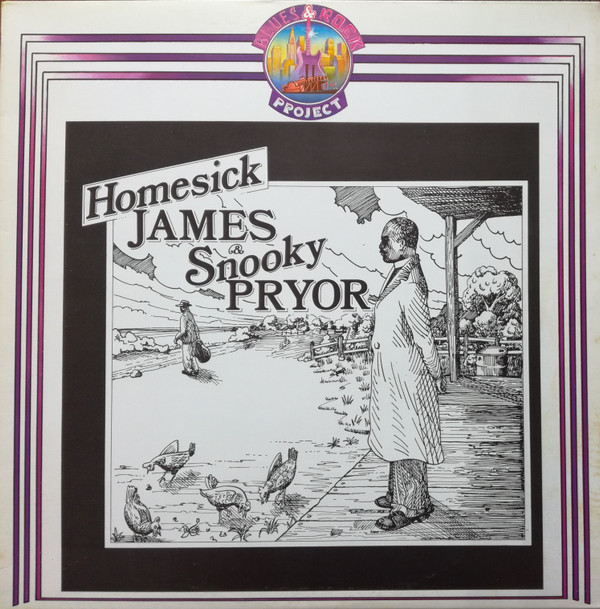 BLUES & ROCK
PROJECT
Homesick
JAMES
&
Snooky
PRYOR